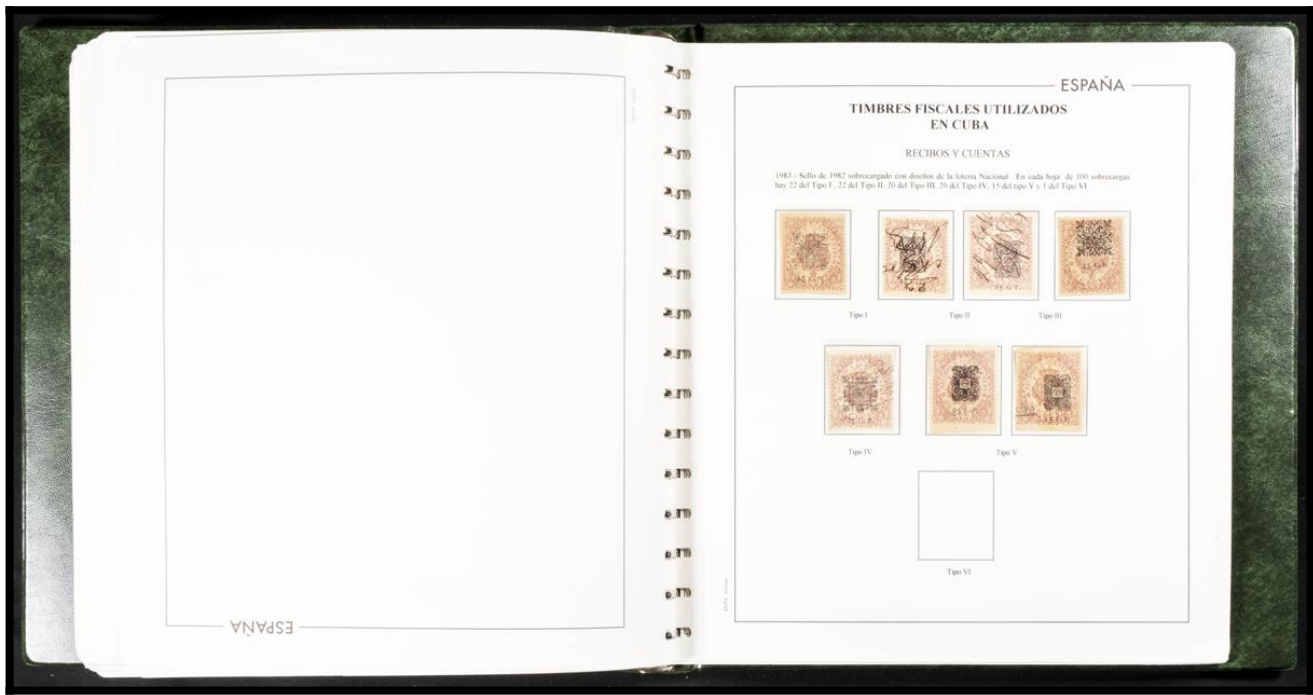 ESPAÑA
ESPAÑA
TIMBRES FISCALES UTILIZADOS
EN CUBA
RECIBOS Y CUENTAS
1983.- Sello de 1982 sobrecargado con diseños de la lotería Nacional. En cada hoja de 100 sobrecargas
hay 22 del Tipo I, 22 del Tipo II, 20 del Tipo III, 20 del Tipo IV, 15 del tipo V y 1 del Tipo VI.
Tipo I
Tipo II
Tipo III
Tipo IV
Tipo V
Tipo VI